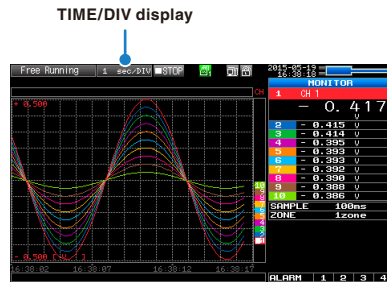 TIME/DIV display
Free Running 1 sec/DIV ■STOP 2015-05-19
16:38:18
MONITOR
CH 1 CH 1
+ 0.500 - 0.417
2 - 0.415 V
3 - 0.414 V
4 - 0.395 V
5 - 0.393 V
6 - 0.393 V
7 - 0.392 V
8 - 0.390 V
9 - 0.388 V
10 10 - 0.386 V
SAMPLE 100ms
ZONE 1zone
- 0.500 [ V ]
16:38:02 16:38:07 16:38:12 16:38:17
ALARM 1 2 3 4